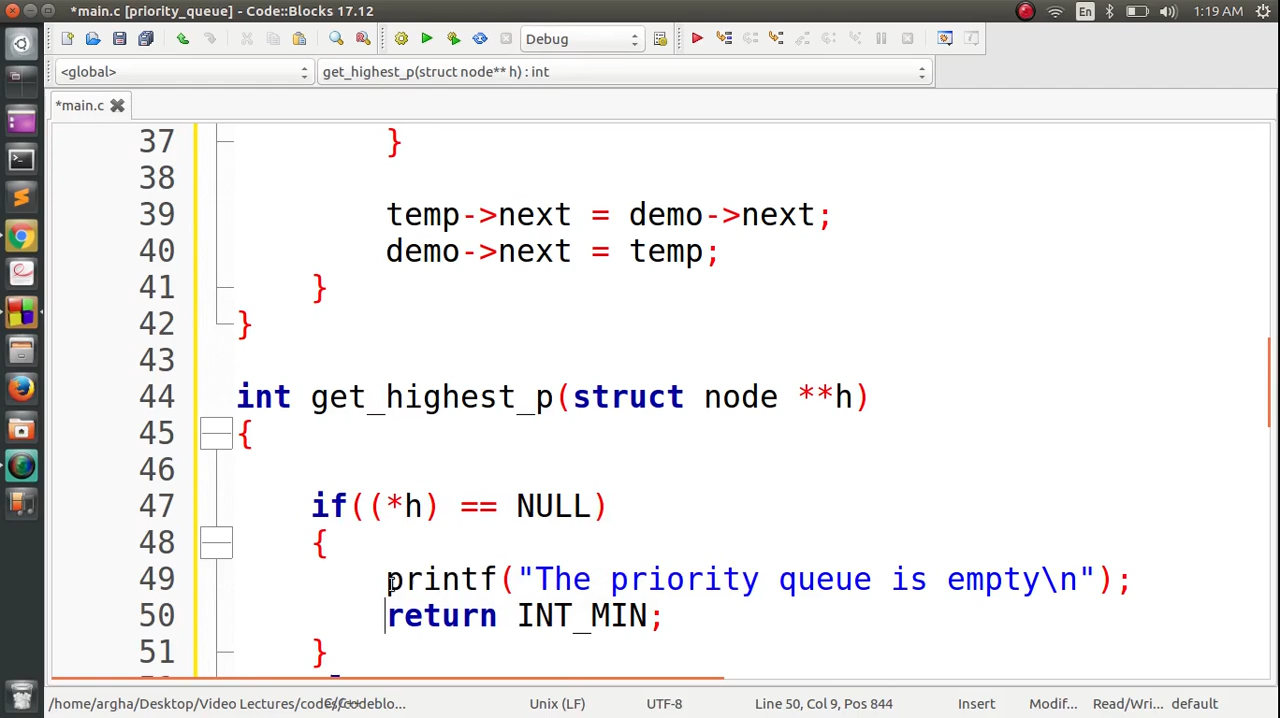 *main.c [priority_queue] - Code::Blocks 17.12
En
1:19 AM
Debug
<global>
get_highest_p(struct node** h) : int
*main.c
37 }
38
39 temp->next = demo->next;
40 demo->next = temp;
41 }
42 }
43
44 int get_highest_p(struct node **h)
45 {
46
47 if((*h) == NULL)
48 {
49 printf("The priority queue is empty\n");
50 return INT_MIN;
51 }
/home/argha/Desktop/Video Lectures/codes/Codeblo...
Unix (LF)
UTF-8
Line 50, Col 9, Pos 844
Insert
Modif...
Read/Wri...
default